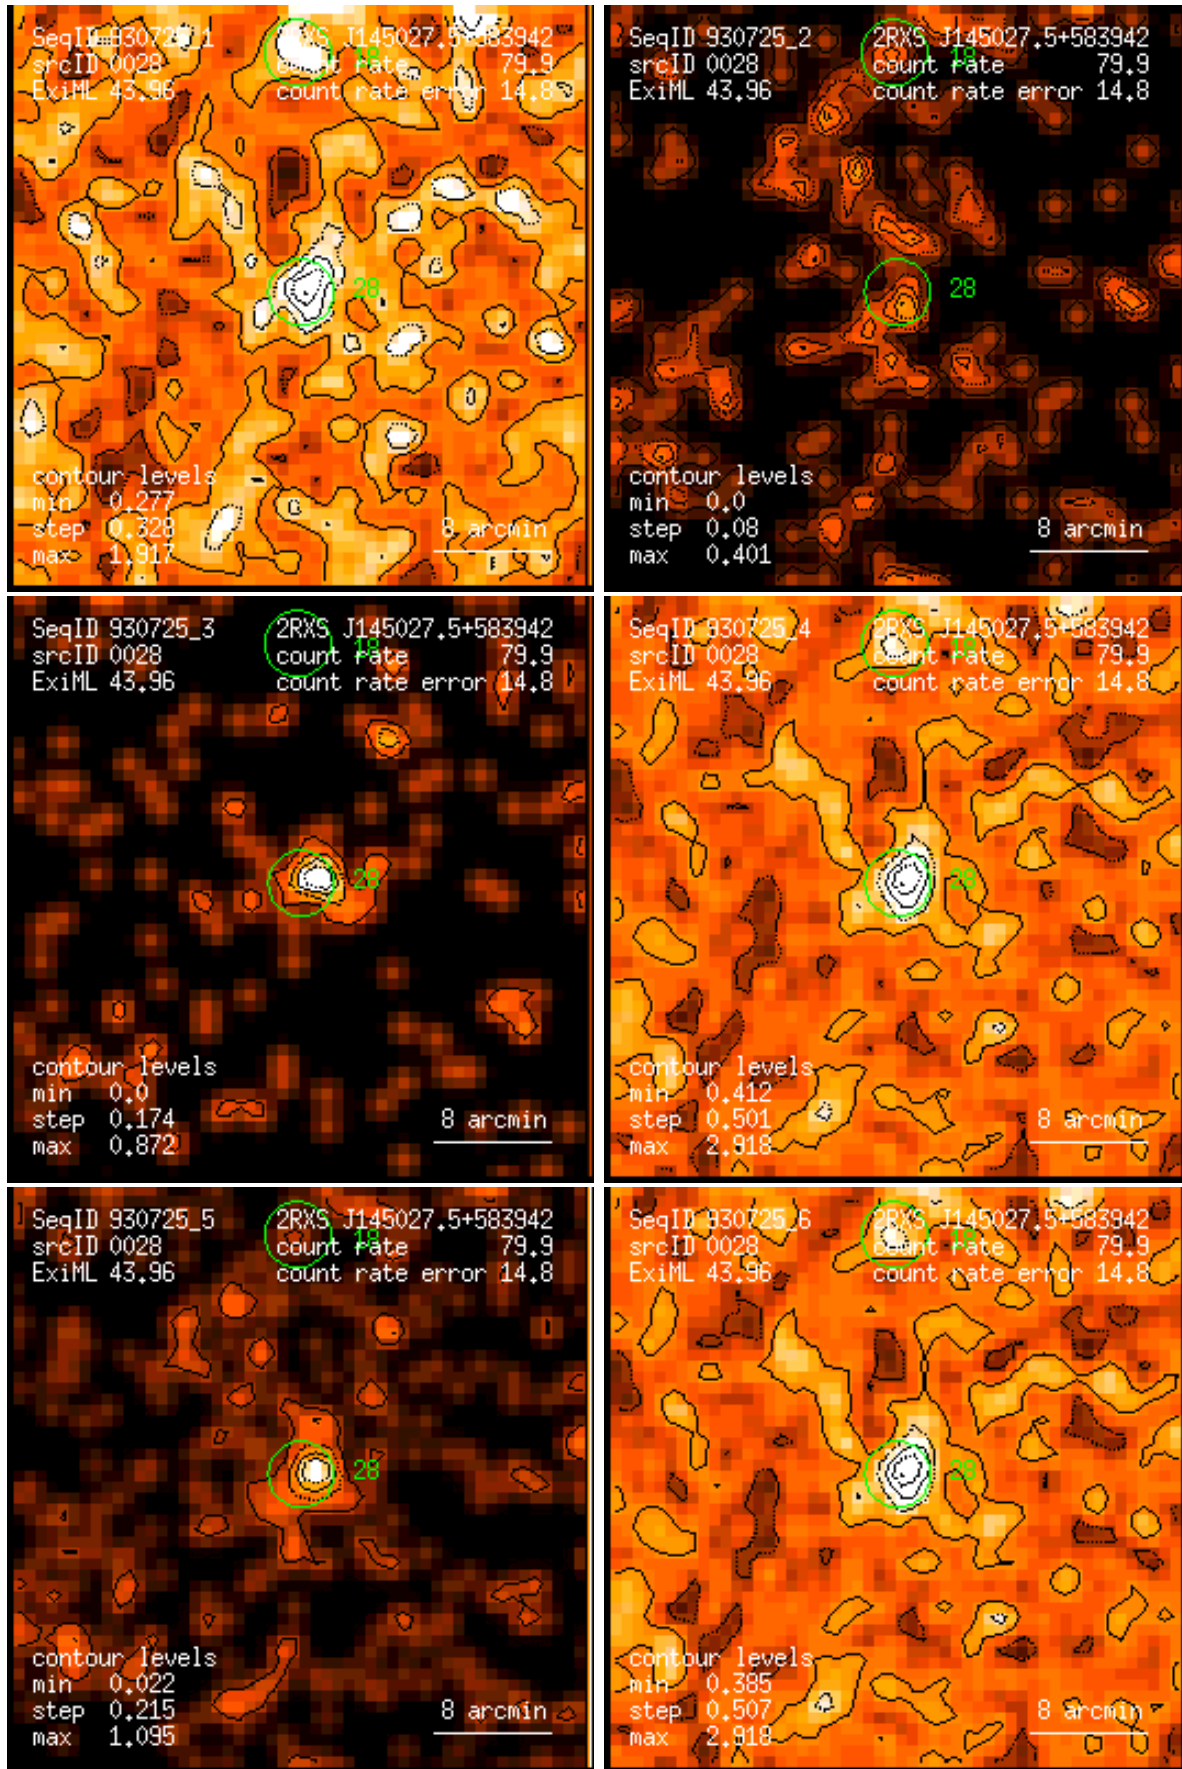 SeqID 930725_1 2RXS J145027.5+583942
srcID 0028 count rate 18 79.9
ExiML 43.96 count rate error 14.8
28
contour levels
min 0.277
step 0.328 8 arcmin
max 1.917
SeqID 930725_2 2RXS J145027.5+583942
srcID 0028 count rate 18 79.9
ExiML 43.96 count rate error 14.8
28
contour levels
min 0.0
step 0.08 8 arcmin
max 0.401
SeqID 930725_3 2RXS J145027.5+583942
srcID 0028 count rate 18 79.9
ExiML 43.96 count rate error 14.8
28
contour levels
min 0.0
step 0.174 8 arcmin
max 0.872
SeqID 930725_4 2RXS J145027.5+583942
srcID 0028 count rate 18 79.9
ExiML 43.96 count rate error 14.8
28
contour levels
min 0.412
step 0.501 8 arcmin
max 2.918
SeqID 930725_5 2RXS J145027.5+583942
srcID 0028 count rate 18 79.9
ExiML 43.96 count rate error 14.8
28
contour levels
min 0.022
step 0.215 8 arcmin
max 1.095
SeqID 930725_6 2RXS J145027.5+583942
srcID 0028 count rate 18 79.9
ExiML 43.96 count rate error 14.8
28
contour levels
min 0.385
step 0.507 8 arcmin
max 2.918